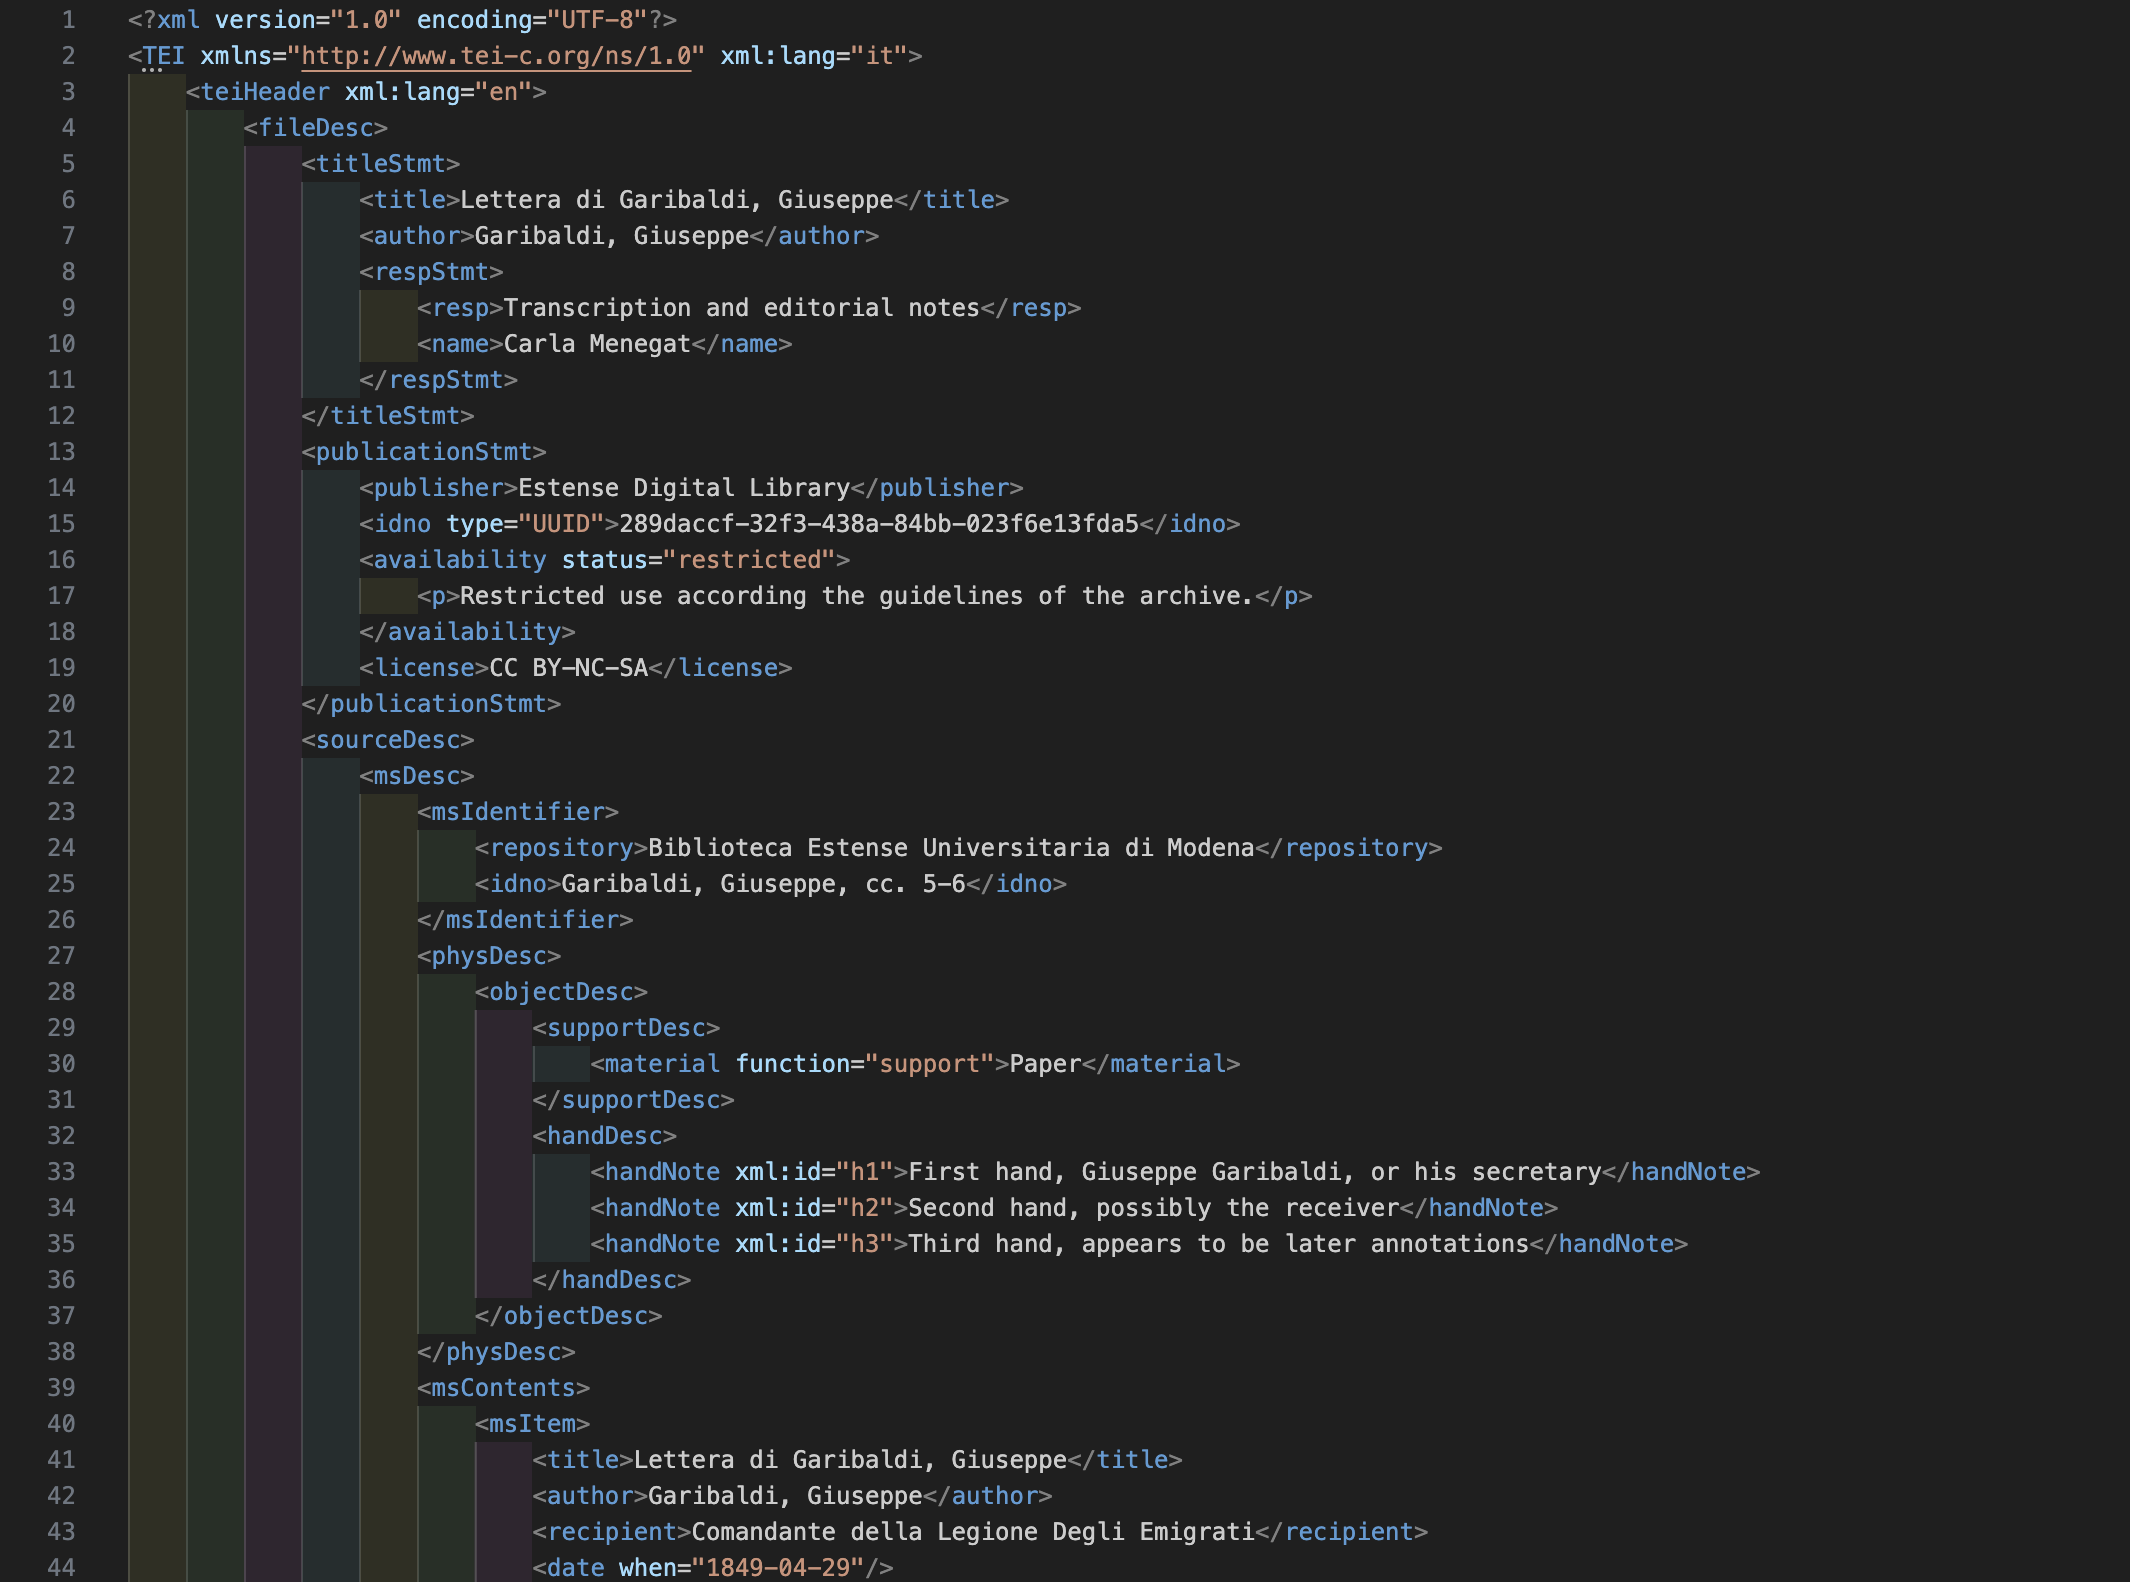 1 <?xml version="1.0" encoding="UTF-8"?>
2 <TEI xmlns="http://www.tei-c.org/ns/1.0" xml:lang="it">
3 <teiHeader xml:lang="en">
4 <fileDesc>
5 <titleStmt>
6 <title>Lettera di Garibaldi, Giuseppe</title>
7 <author>Garibaldi, Giuseppe</author>
8 <respStmt>
9 <resp>Transcription and editorial notes</resp>
10 <name>Carla Menegat</name>
11 </respStmt>
12 </titleStmt>
13 <publicationStmt>
14 <publisher>Estense Digital Library</publisher>
15 <idno type="UUID">289daccf-32f3-438a-84bb-023f6e13fda5</idno>
16 <availability status="restricted">
17 <p>Restricted use according the guidelines of the archive.</p>
18 </availability>
19 <license>CC BY-NC-SA</license>
20 </publicationStmt>
21 <sourceDesc>
22 <msDesc>
23 <msIdentifier>
24 <repository>Biblioteca Estense Universitaria di Modena</repository>
25 <idno>Garibaldi, Giuseppe, cc. 5-6</idno>
26 </msIdentifier>
27 <physDesc>
28 <objectDesc>
29 <supportDesc>
30 <material function="support">Paper</material>
31 </supportDesc>
32 <handDesc>
33 <handNote xml:id="h1">First hand, Giuseppe Garibaldi, or his secretary</handNote>
34 <handNote xml:id="h2">Second hand, possibly the receiver</handNote>
35 <handNote xml:id="h3">Third hand, appears to be later annotations</handNote>
36 </handDesc>
37 </objectDesc>
38 </physDesc>
39 <msContents>
40 <msItem>
41 <title>Lettera di Garibaldi, Giuseppe</title>
42 <author>Garibaldi, Giuseppe</author>
43 <recipient>Comandante della Legione Degli Emigrati</recipient>
44 <date when="1849-04-29"/>